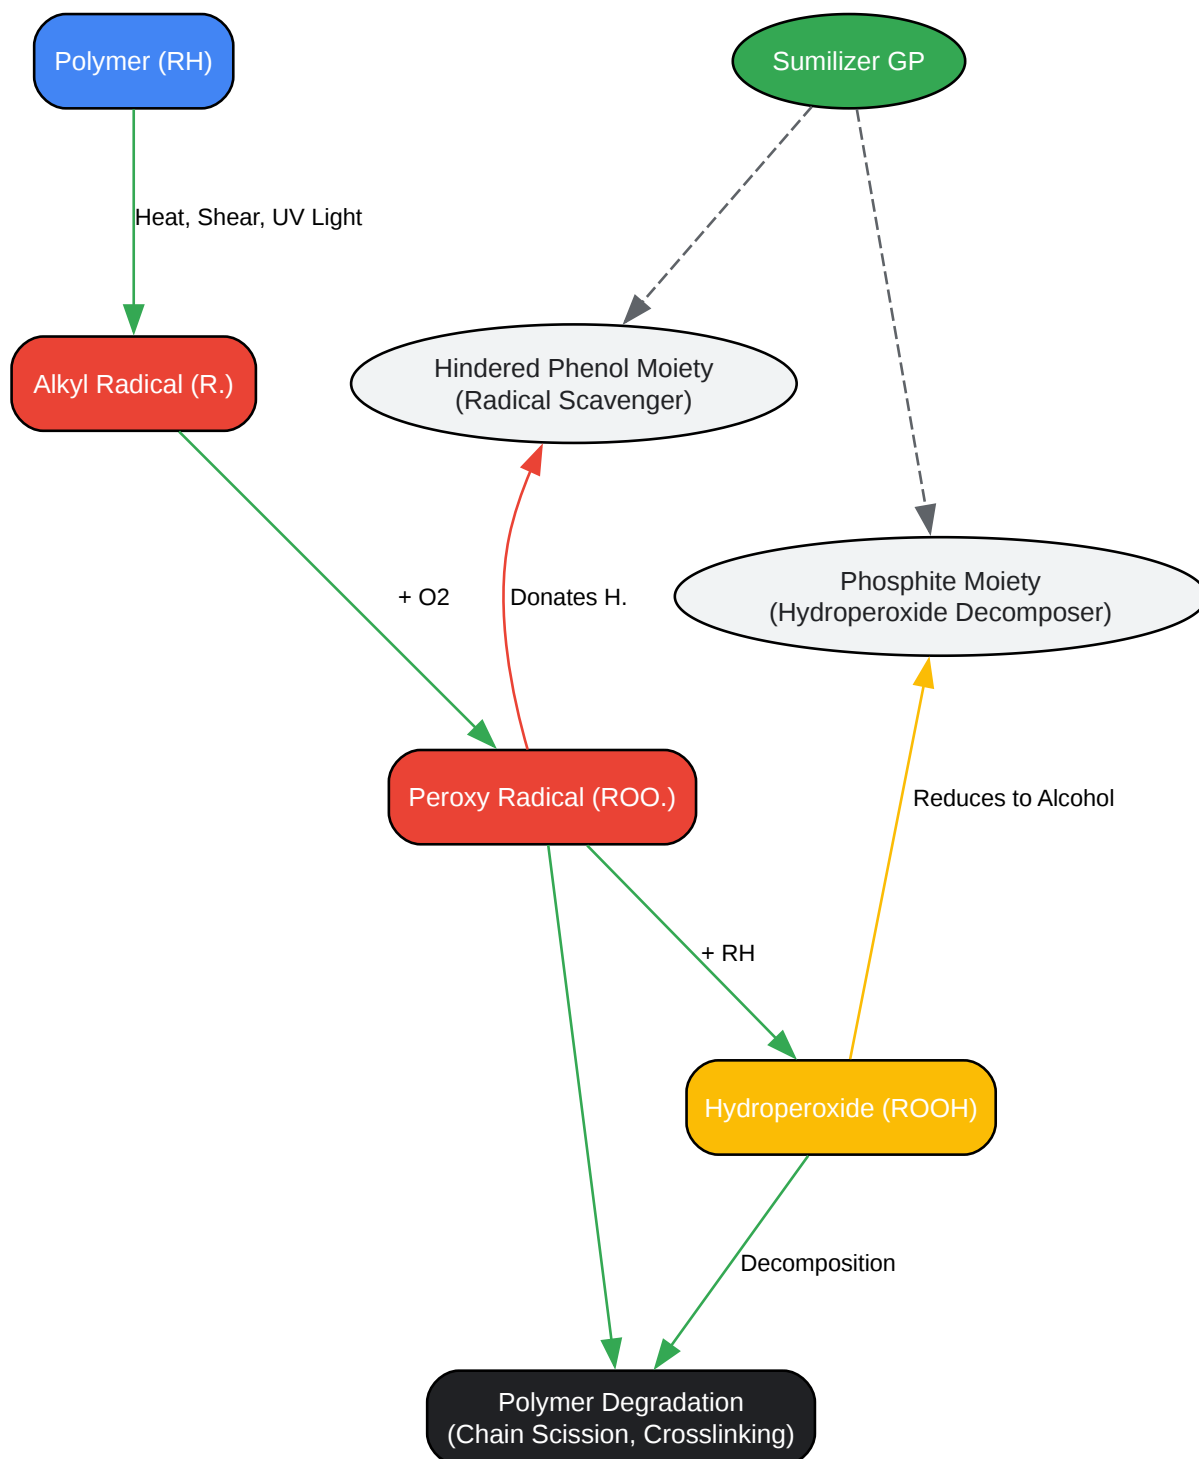 Polymer (RH)
Sumilizer GP
Heat, Shear, UV Light
Alkyl Radical (R.)
Hindered Phenol Moiety
(Radical Scavenger)
+ O2
Donates H.
Phosphite Moiety
(Hydroperoxide Decomposer)
Peroxy Radical (ROO.)
Reduces to Alcohol
+ RH
Hydroperoxide (ROOH)
Decomposition
Polymer Degradation
(Chain Scission, Crosslinking)